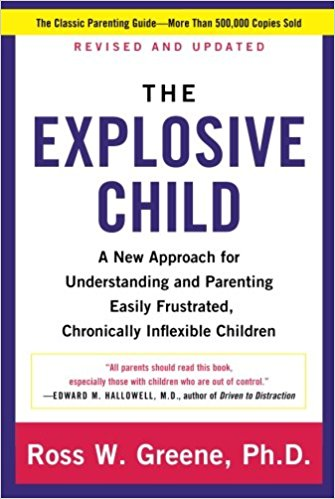 The Classic Parenting Guide—More Than 500,000 Copies Sold
REVISED AND UPDATED
THE
EXPLOSIVE
CHILD
A New Approach for
Understanding and Parenting
Easily Frustrated,
Chronically Inflexible Children
"All parents should read this book,
especially those with children who are out of control."
—EDWARD M. HALLOWELL, M.D., author of Driven to Distraction
Ross W. Greene, Ph.D.